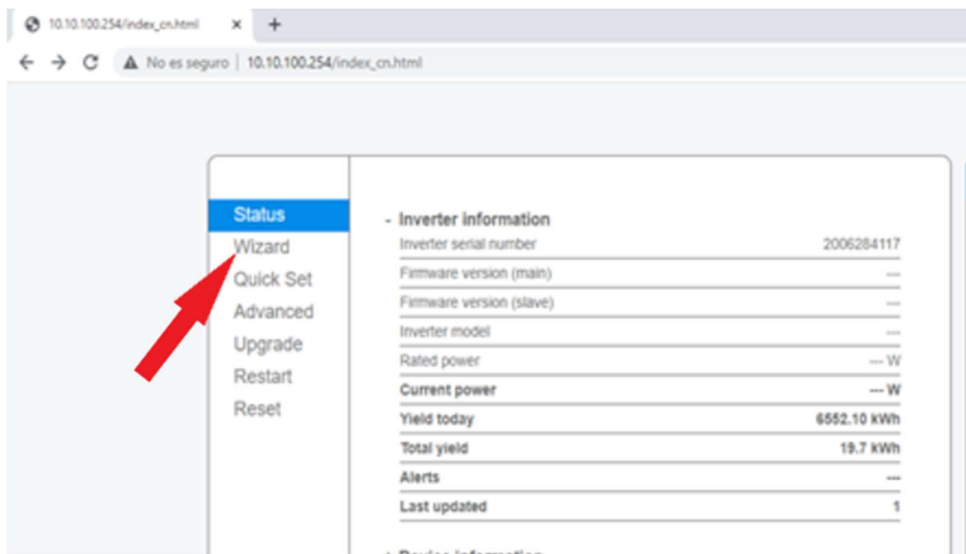 10.10.100.254/index_cn.html
No es seguro | 10.10.100.254/index_cn.html
Status
Wizard
Quick Set
Advanced
Upgrade
Restart
Reset
- Inverter information
Inverter serial number 2006284117
Firmware version (main) ---
Firmware version (slave) ---
Inverter model ---
Rated power --- W
Current power --- W
Yield today 6552.10 kWh
Total yield 19.7 kWh
Alerts ---
Last updated 1